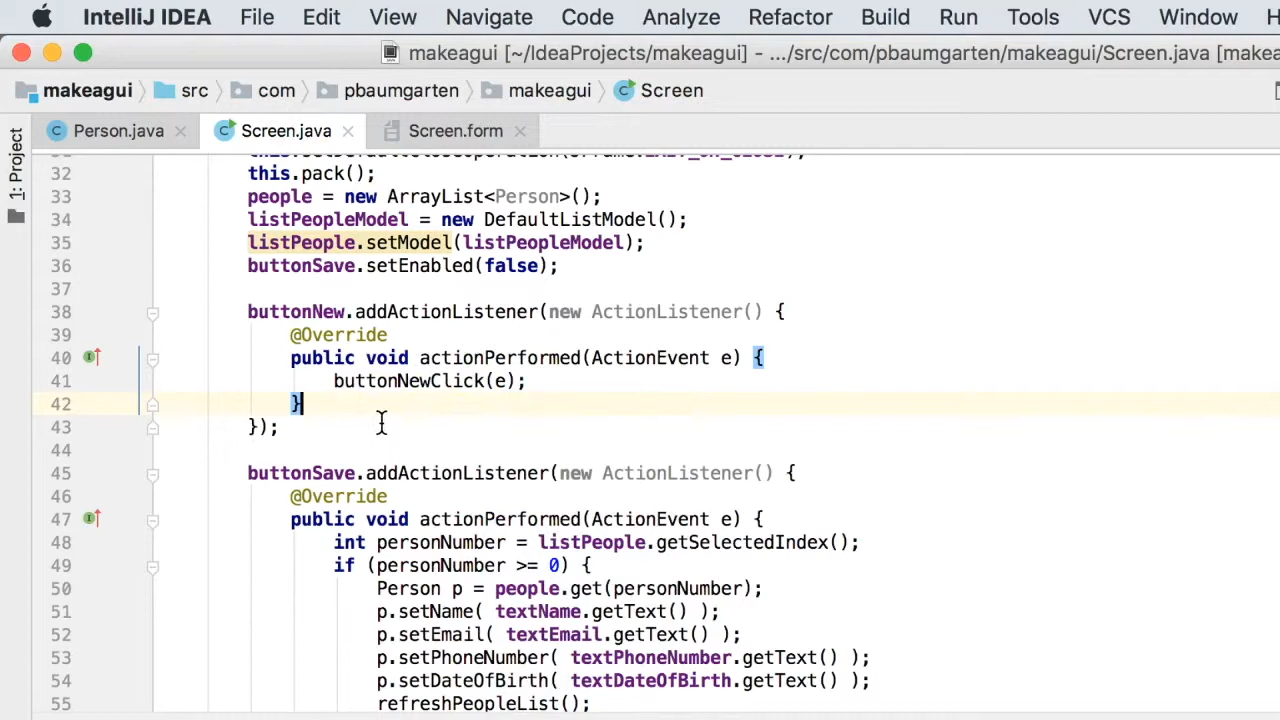 IntelliJ IDEA File Edit View Navigate Code Analyze Refactor Build Run Tools VCS Window H
makeagui [~/IdeaProjects/makeagui] – .../src/com/pbaumgarten/makeagui/Screen.java [makea
makeagui src com pbaumgarten makeagui Screen
Person.java Screen.java Screen.form
1: Project
32 this.pack();
33 people = new ArrayList<Person>();
34 listPeopleModel = new DefaultListModel();
35 listPeople.setModel(listPeopleModel);
36 buttonSave.setEnabled(false);
37
38 buttonNew.addActionListener(new ActionListener() {
39 @Override
40 public void actionPerformed(ActionEvent e) {
41 buttonNewClick(e);
42 }
43 });
44
45 buttonSave.addActionListener(new ActionListener() {
46 @Override
47 public void actionPerformed(ActionEvent e) {
48 int personNumber = listPeople.getSelectedIndex();
49 if (personNumber >= 0) {
50 Person p = people.get(personNumber);
51 p.setName( textName.getText() );
52 p.setEmail( textEmail.getText() );
53 p.setPhoneNumber( textPhoneNumber.getText() );
54 p.setDateOfBirth( textDateOfBirth.getText() );
55 refreshPeopleList();